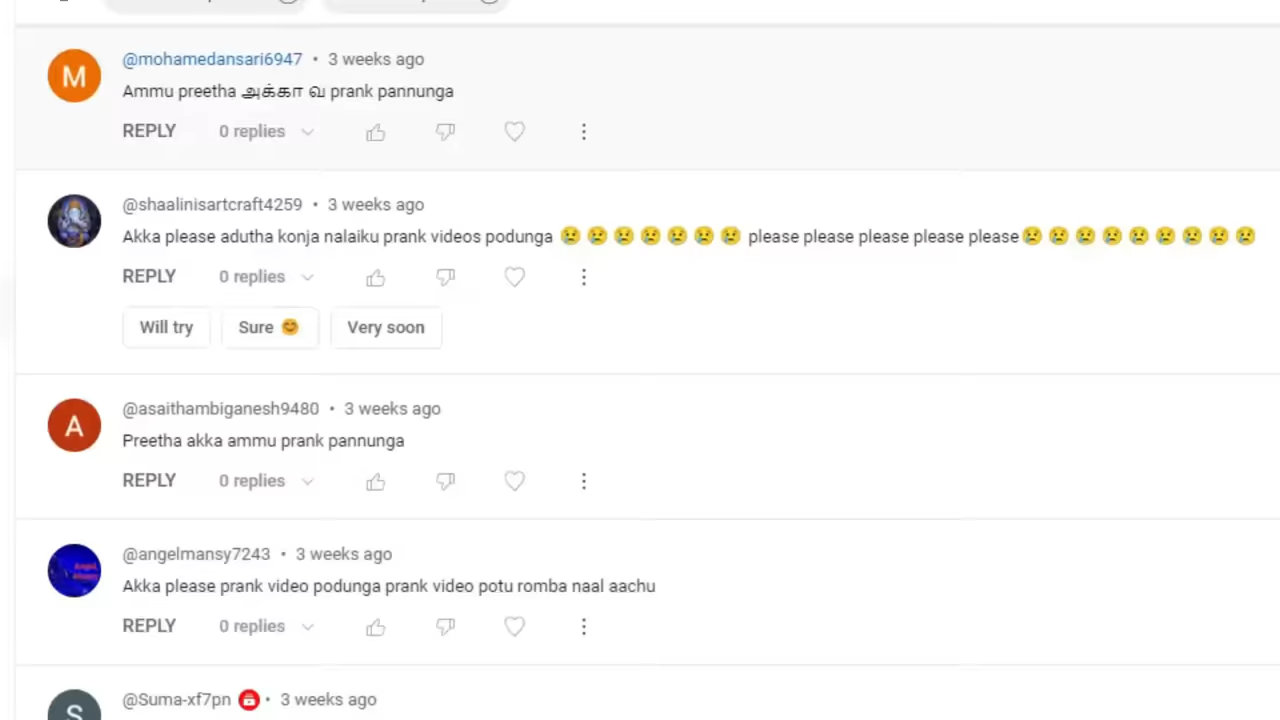 @mohamedansari6947 • 3 weeks ago
Ammu preetha அக்கா வ prank pannunga
REPLY 0 replies
@shaalinisartcraft4259 • 3 weeks ago
Akka please adutha konja nalaiku prank videos podunga 😢😢😢😢😢😢😢 please please please please please😢😢😢😢😢😢😢😢😢
REPLY 0 replies
Will try Sure 😊 Very soon
@asaithambiganesh9480 • 3 weeks ago
Preetha akka ammu prank pannunga
REPLY 0 replies
@angelmansy7243 • 3 weeks ago
Akka please prank video podunga prank video potu romba naal aachu
REPLY 0 replies
@Suma-xf7pn • 3 weeks ago